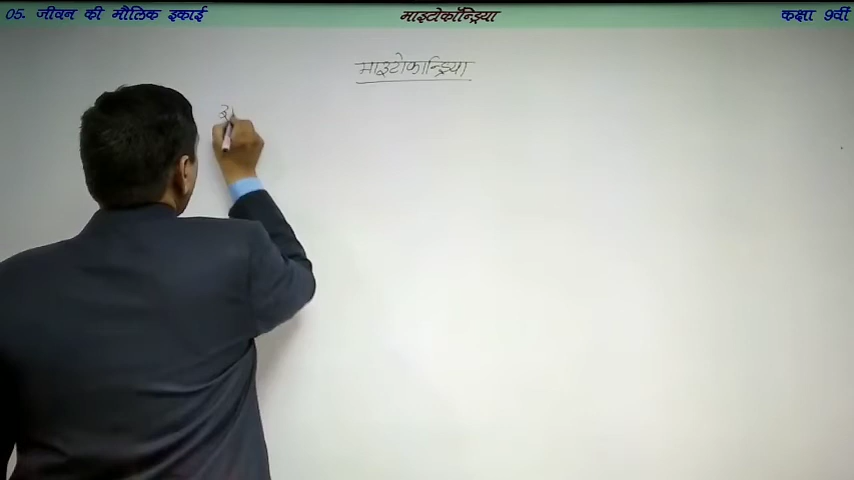 05. जीवन की मौलिक इकाई माइटोकॉन्ड्रिया कक्षा 9वीं
माइटोकान्ड्रिया